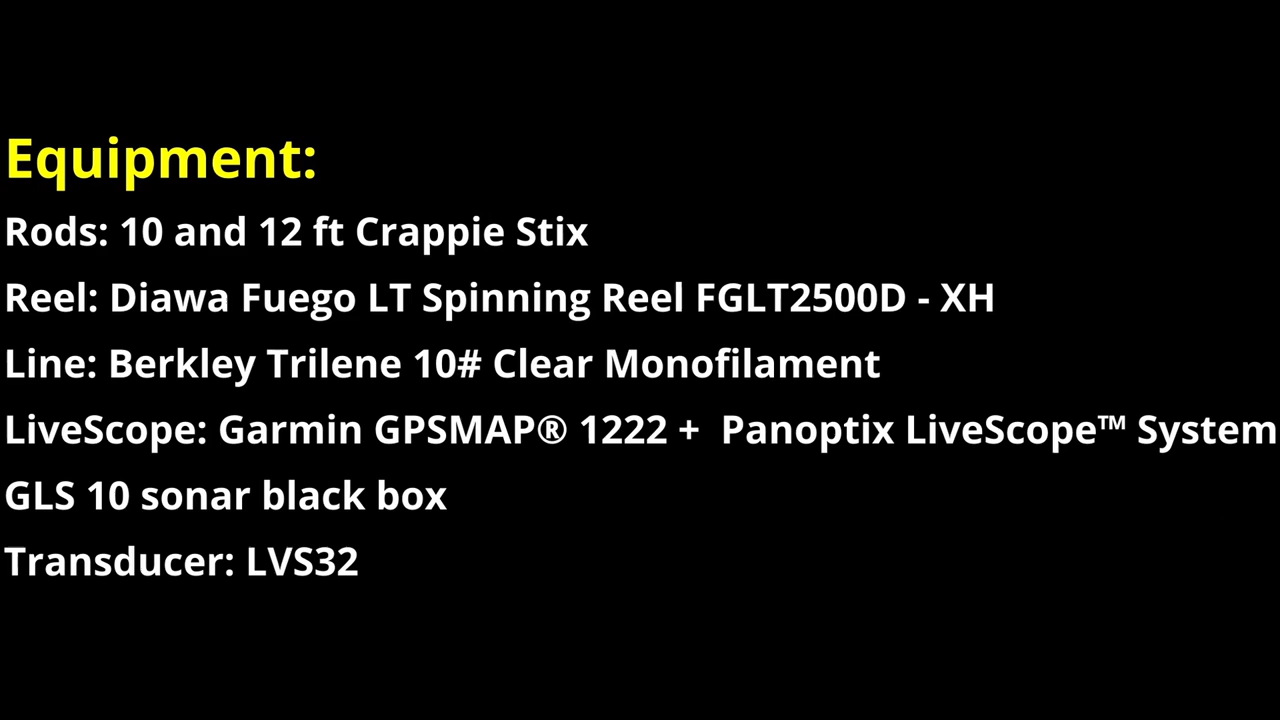 Equipment:
Rods: 10 and 12 ft Crappie Stix
Reel: Diawa Fuego LT Spinning Reel FGLT2500D - XH
Line: Berkley Trilene 10# Clear Monofilament
LiveScope: Garmin GPSMAP® 1222 +  Panoptix LiveScope™ System
GLS 10 sonar black box
Transducer: LVS32